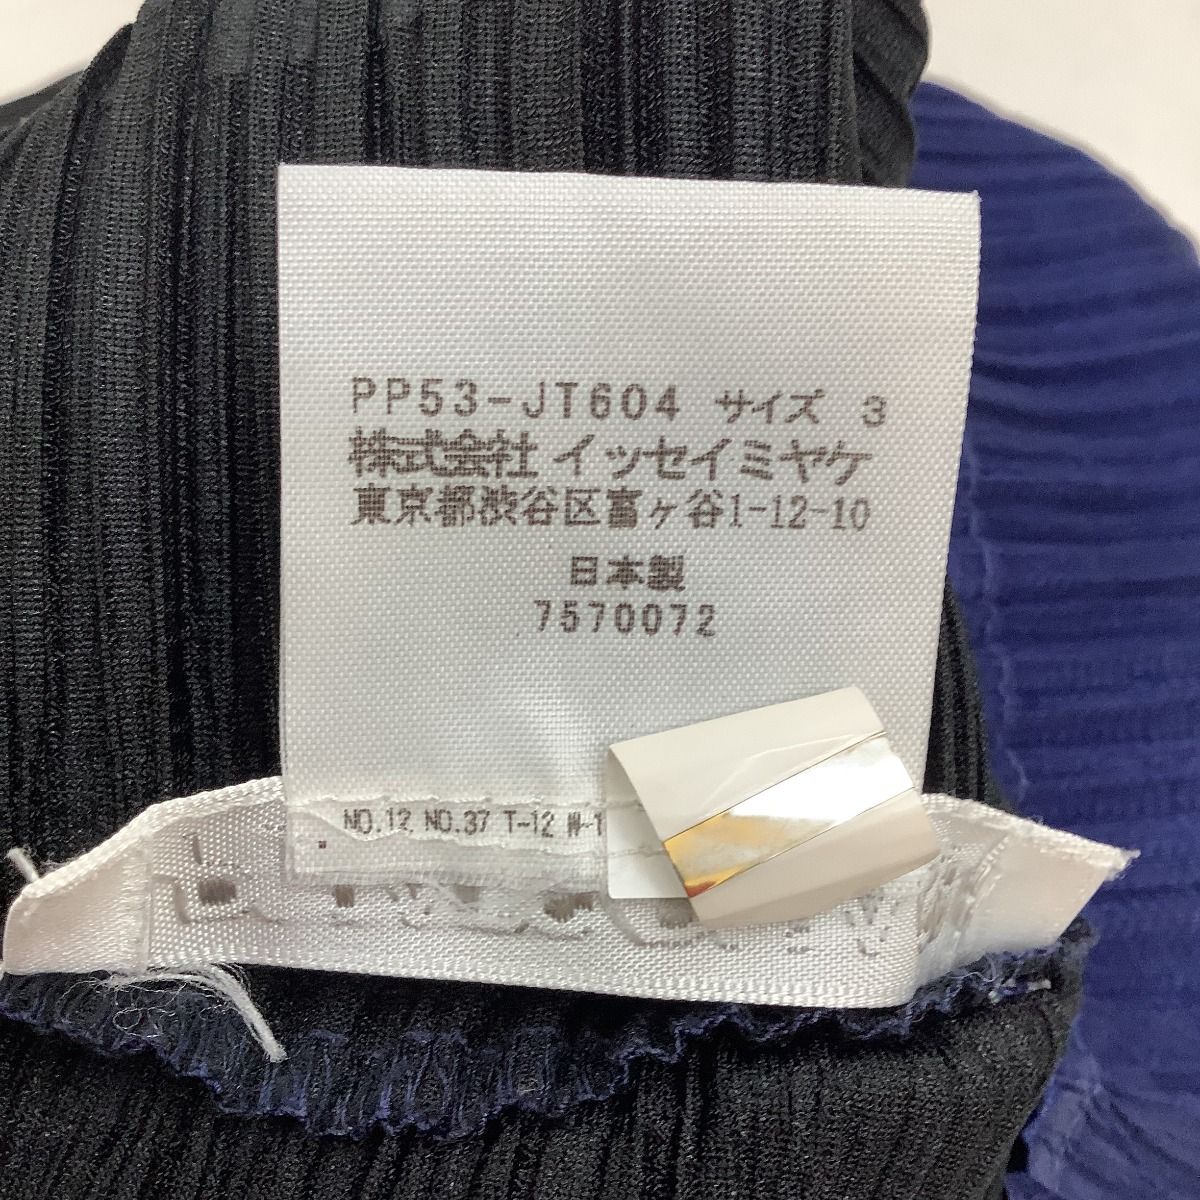 PP53-JT604 サイズ 3
株式会社イッセイミヤケ
東京都渋谷区富ヶ谷1-12-10
日本製
7570072
NO.12 NO.37 T-12 W-1